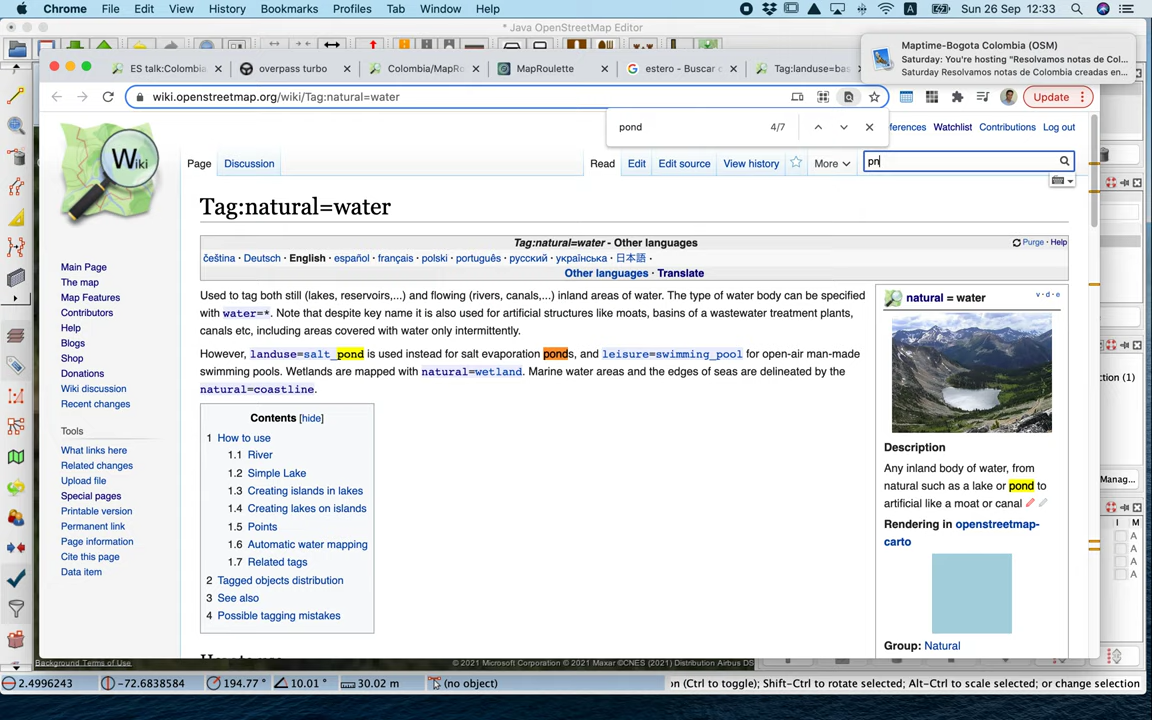 Chrome File Edit View History Bookmarks Profiles Tab Window Help
A
Sun 26 Sep 12:33
* Java OpenStreetMap Editor
Maptime-Bogota Colombia (OSM)
Saturday: You're hosting "Resolvamos notas de Col...
Saturday Resolvamos notas de Colombia creadas en...
ES talk:Colombia
overpass turbo
Colombia/MapRo
MapRoulette
estero - Buscar c
Tag:landuse=bas
wiki.openstreetmap.org/wiki/Tag:natural=water
Update
pond 4/7
ferences Watchlist Contributions Log out
Wiki
Page Discussion Read Edit Edit source View history More
pn
Tag:natural=water
Tag:natural=water - Other languages
Purge · Help
čeština · Deutsch · English · español · français · polski · português · русский · українська · 日本語 ·
Other languages · Translate
Used to tag both still (lakes, reservoirs,...) and flowing (rivers, canals,...) inland areas of water. The type of water body can be specified
with water=*. Note that despite key name it is also used for artificial structures like moats, basins of a wastewater treatment plants,
canals etc, including areas covered with water only intermittently.
However, landuse=salt_pond is used instead for salt evaporation ponds, and leisure=swimming_pool for open-air man-made
swimming pools. Wetlands are mapped with natural=wetland. Marine water areas and the edges of seas are delineated by the
natural=coastline.
Contents [hide]
1 How to use
1.1 River
1.2 Simple Lake
1.3 Creating islands in lakes
1.4 Creating lakes on islands
1.5 Points
1.6 Automatic water mapping
1.7 Related tags
2 Tagged objects distribution
3 See also
4 Possible tagging mistakes
Main Page
The map
Map Features
Contributors
Help
Blogs
Shop
Donations
Wiki discussion
Recent changes
Tools
What links here
Related changes
Upload file
Special pages
Printable version
Permanent link
Page information
Cite this page
Data item
natural = water
v · d · e
Description
Any inland body of water, from
natural such as a lake or pond to
artificial like a moat or canal
Rendering in openstreetmap-
carto
Group: Natural
ction (1)
Manag...
I M
A
A
A
A
Background Terms of Use
© 2021 Microsoft Corporation © 2021 Maxar ©CNES (2021) Distribution Airbus DS
2.4996243 -72.6838584 194.77 ° 10.01 ° 30.02 m (no object)
on (Ctrl to toggle); Shift-Ctrl to rotate selected; Alt-Ctrl to scale selected; or change selection